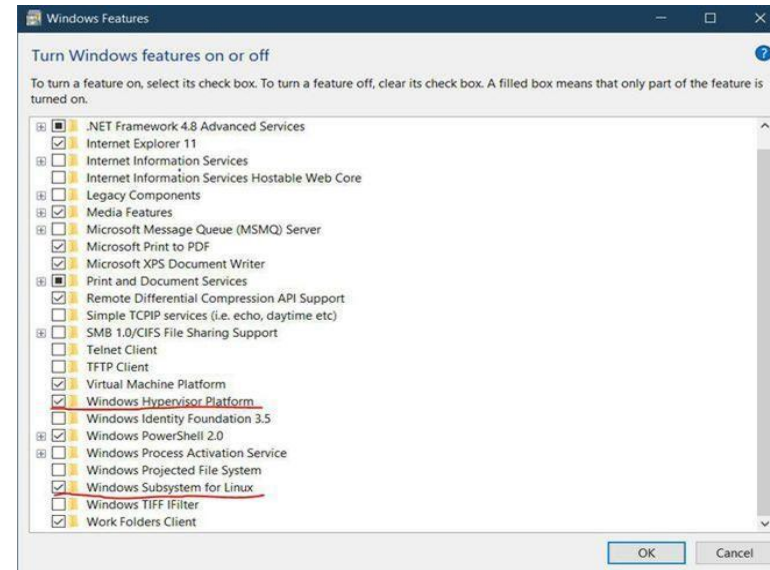 Windows Features
Turn Windows features on or off
To turn a feature on, select its check box. To turn a feature off, clear its check box. A filled box means that only part of the feature is
turned on.
.NET Framework 4.8 Advanced Services
Internet Explorer 11
Internet Information Services
Internet Information Services Hostable Web Core
Legacy Components
Media Features
Microsoft Message Queue (MSMQ) Server
Microsoft Print to PDF
Microsoft XPS Document Writer
Print and Document Services
Remote Differential Compression API Support
Simple TCPIP services (i.e. echo, daytime etc)
SMB 1.0/CIFS File Sharing Support
Telnet Client
TFTP Client
Virtual Machine Platform
Windows Hypervisor Platform
Windows Identity Foundation 3.5
Windows PowerShell 2.0
Windows Process Activation Service
Windows Projected File System
Windows Subsystem for Linux
Windows TIFF IFilter
Work Folders Client
OK Cancel